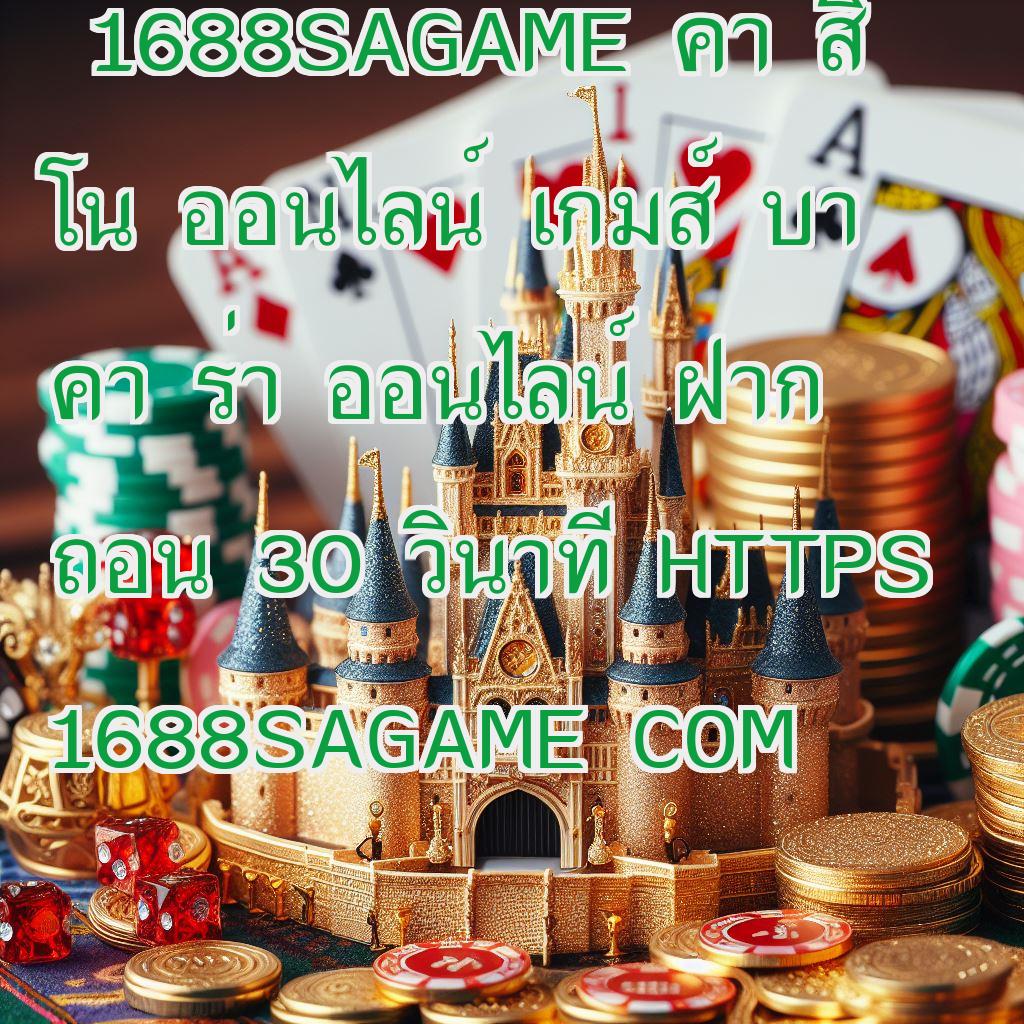 1688SAGAME คา สิ
โน ออนไลน์ เกมส์ บา
คา ร่า ออนไลน์ ฝาก
ถอน 30 วินาที HTTPS
1688SAGAME COM
A
A